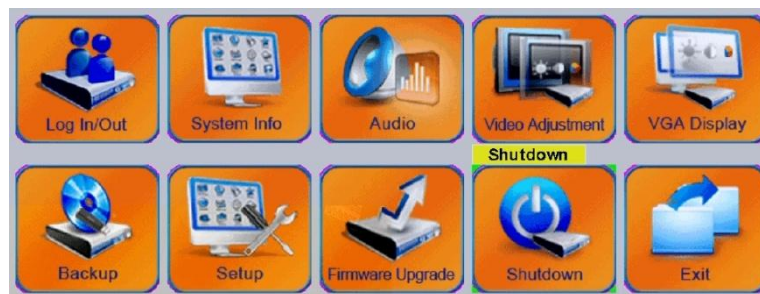 Log In/Out
System Info
Audio
Video Adjustment
VGA Display
Shutdown
Backup
Setup
Firmware Upgrade
Shutdown
Exit